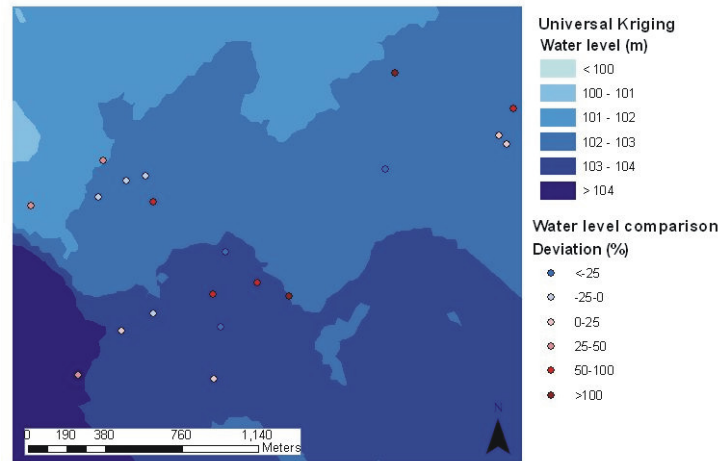 Universal Kriging
Water level (m)
< 100
100 - 101
101 - 102
102 - 103
103 - 104
> 104
Water level comparison
Deviation (%)
<-25
-25-0
0-25
25-50
50-100
>100
N
0 190 380 760 1,140
Meters